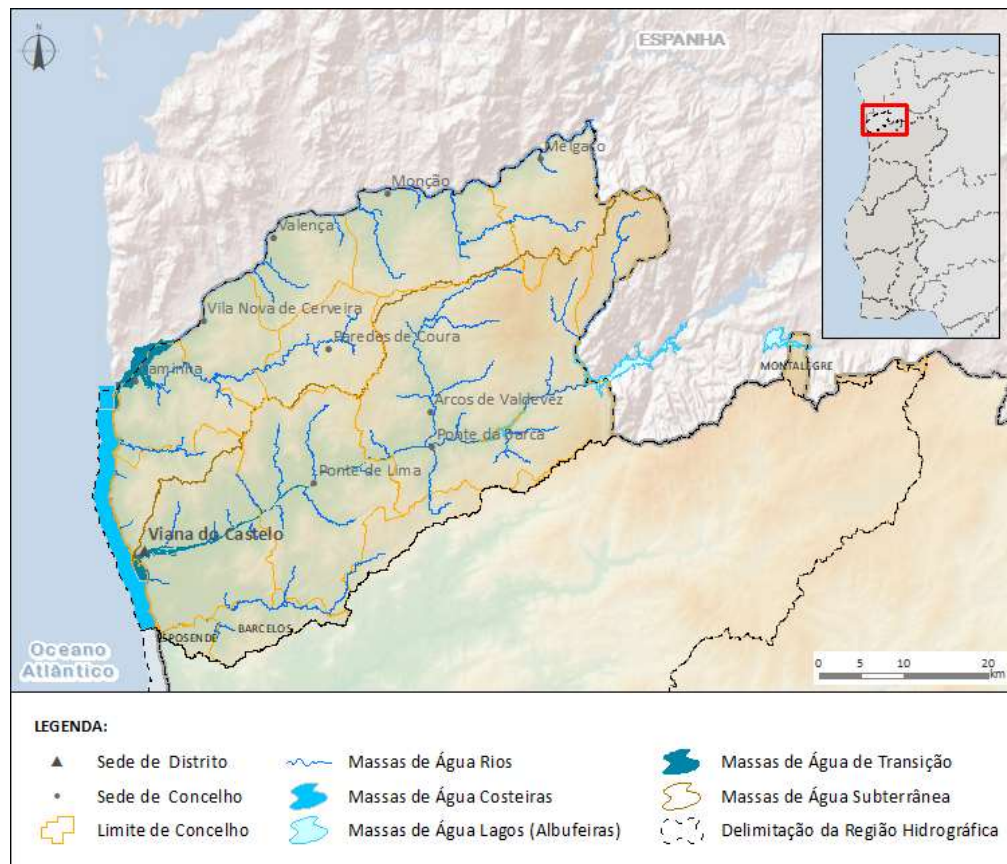 N
ESPANHA
Melgaço
Monção
Valença
Vila Nova de Cerveira
Paredes de Coura
Caminha
MONTALEGRE
Arcos de Valdevez
Ponte da Barca
Ponte de Lima
Viana do Castelo
BARCELOS
ESPOSENDE
Oceano
Atlântico
0 5 10 20
km
LEGENDA:
Sede de Distrito
Massas de Água Rios
Massas de Água de Transição
Sede de Concelho
Massas de Água Costeiras
Massas de Água Subterrânea
Limite de Concelho
Massas de Água Lagos (Albufeiras)
Delimitação da Região Hidrográfica